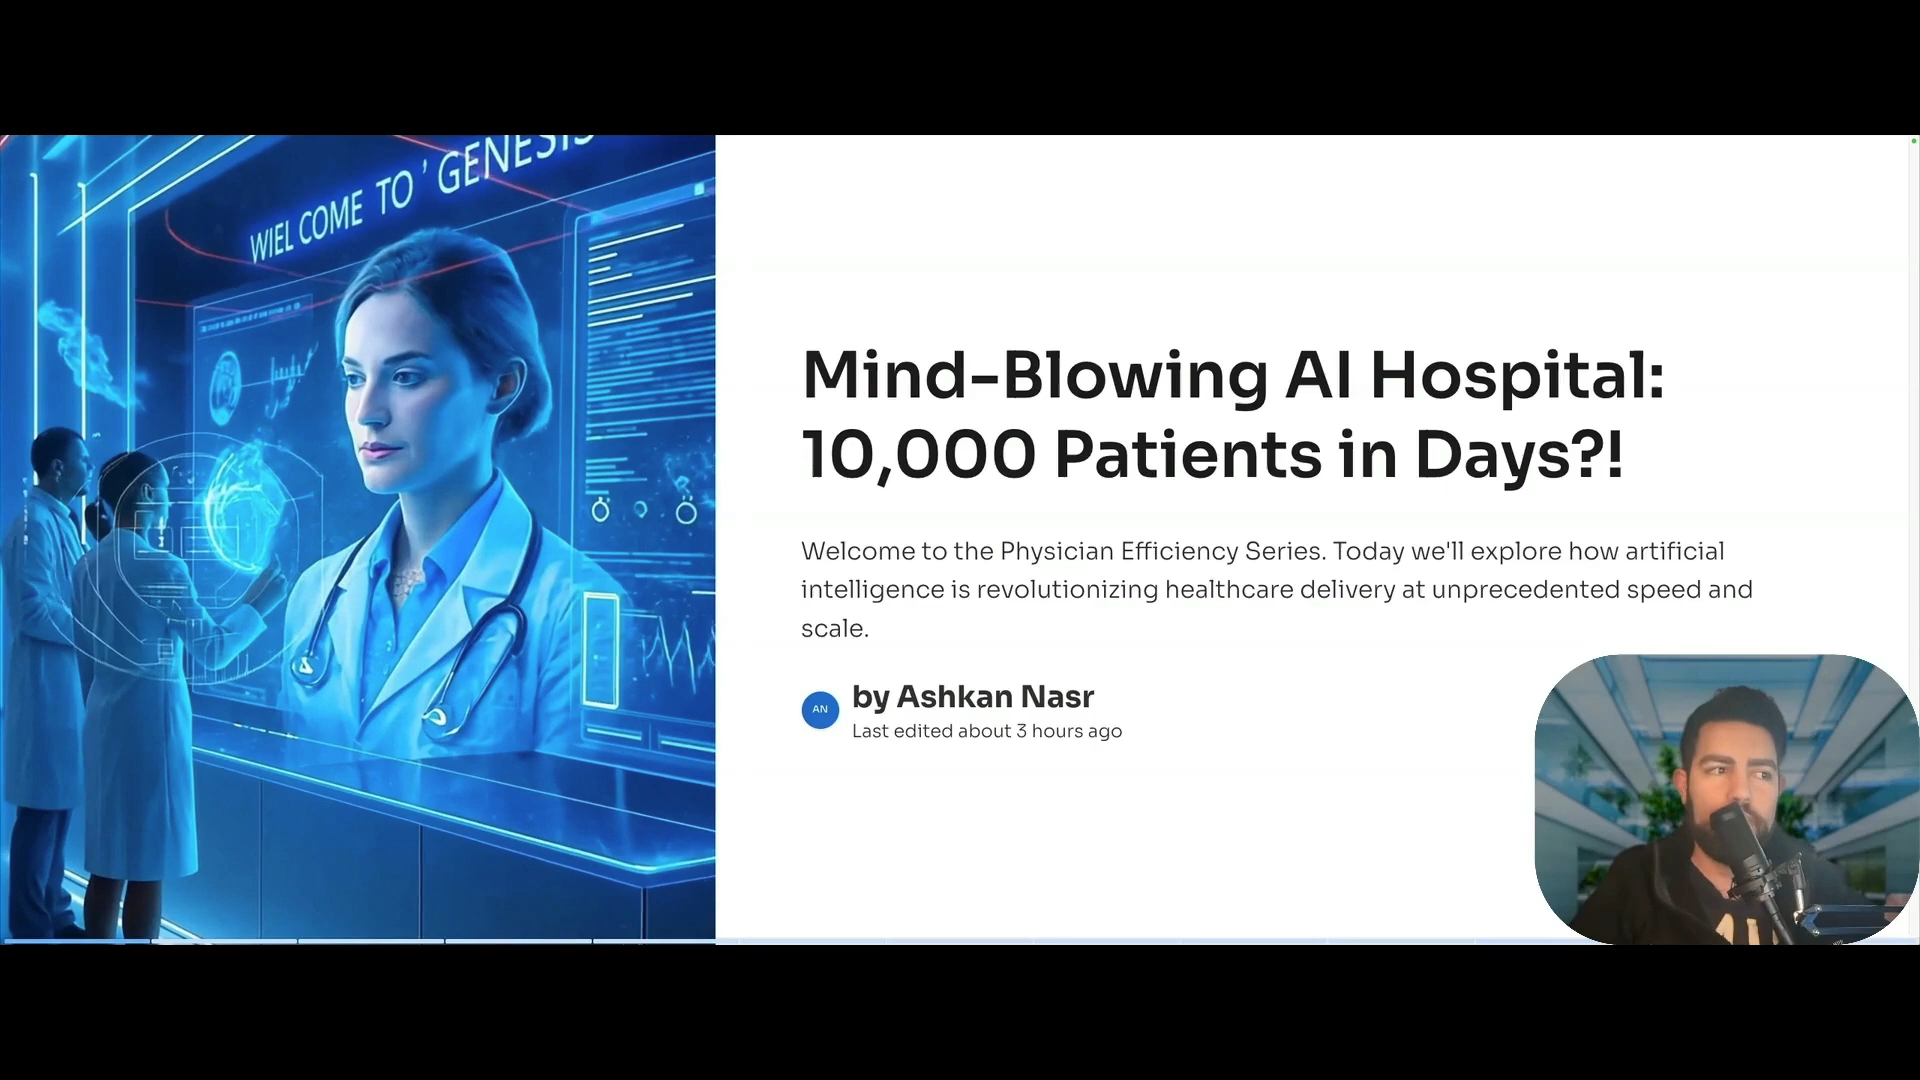 WIEL COME TO ' GENESIS
Mind-Blowing AI Hospital:
10,000 Patients in Days?!
Welcome to the Physician Efficiency Series. Today we'll explore how artificial
intelligence is revolutionizing healthcare delivery at unprecedented speed and
scale.
AN
by Ashkan Nasr
Last edited about 3 hours ago